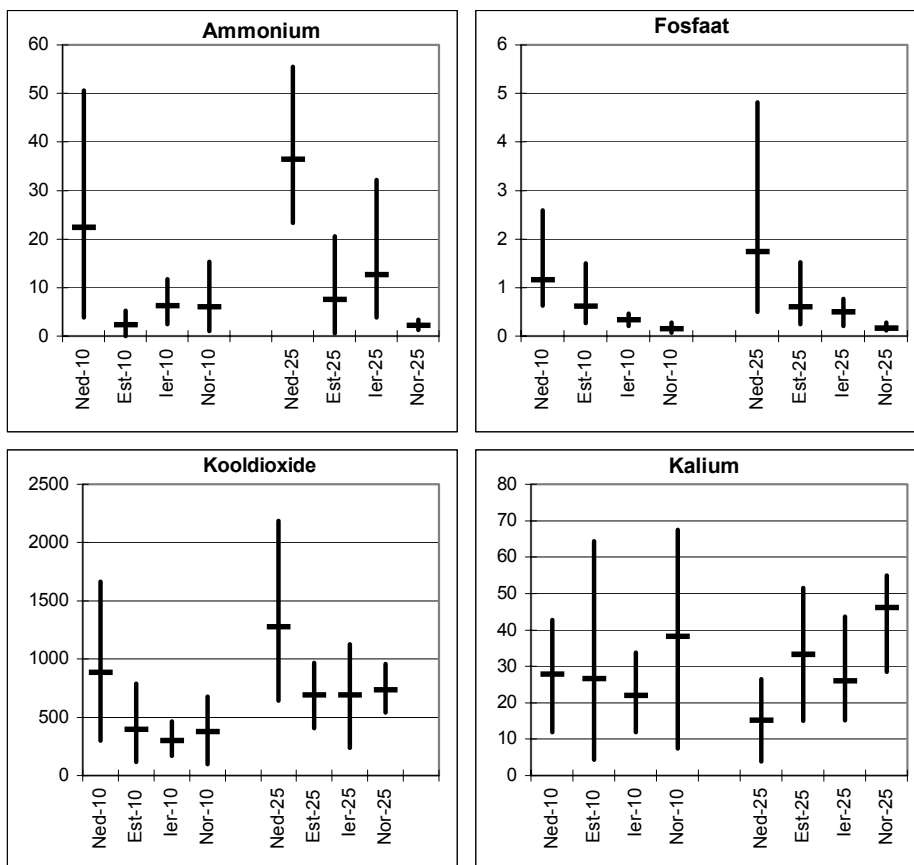 Ammonium
60
50
40
30
20
10
0
Ned-10
Est-10
Ier-10
Nor-10
Ned-25
Est-25
Ier-25
Nor-25
Fosfaat
6
5
4
3
2
1
0
Ned-10
Est-10
Ier-10
Nor-10
Ned-25
Est-25
Ier-25
Nor-25
Kooldioxide
2500
2000
1500
1000
500
0
Ned-10
Est-10
Ier-10
Nor-10
Ned-25
Est-25
Ier-25
Nor-25
Kalium
80
70
60
50
40
30
20
10
0
Ned-10
Est-10
Ier-10
Nor-10
Ned-25
Est-25
Ier-25
Nor-25